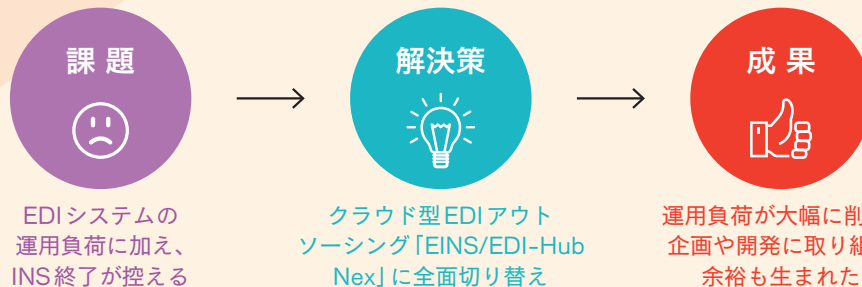 課 題
EDIシステムの
運用負荷に加え、
INS終了が控える
解決策
クラウド型EDIアウト
ソーシング「EINS/EDI-Hub
Nex」に全面切り替え
成 果
運用負荷が大幅に削
企画や開発に取り組
余裕も生まれた